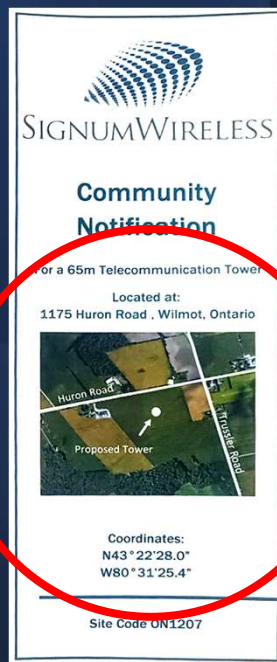 SIGNUMWIRELESS
Community
Notification
For a 65m Telecommunication Tower
Located at:
1175 Huron Road , Wilmot, Ontario
Huron Road
Proposed Tower
Trussler Road
Coordinates:
N43°22'28.0"
W80°31'25.4"
Site Code ON1207